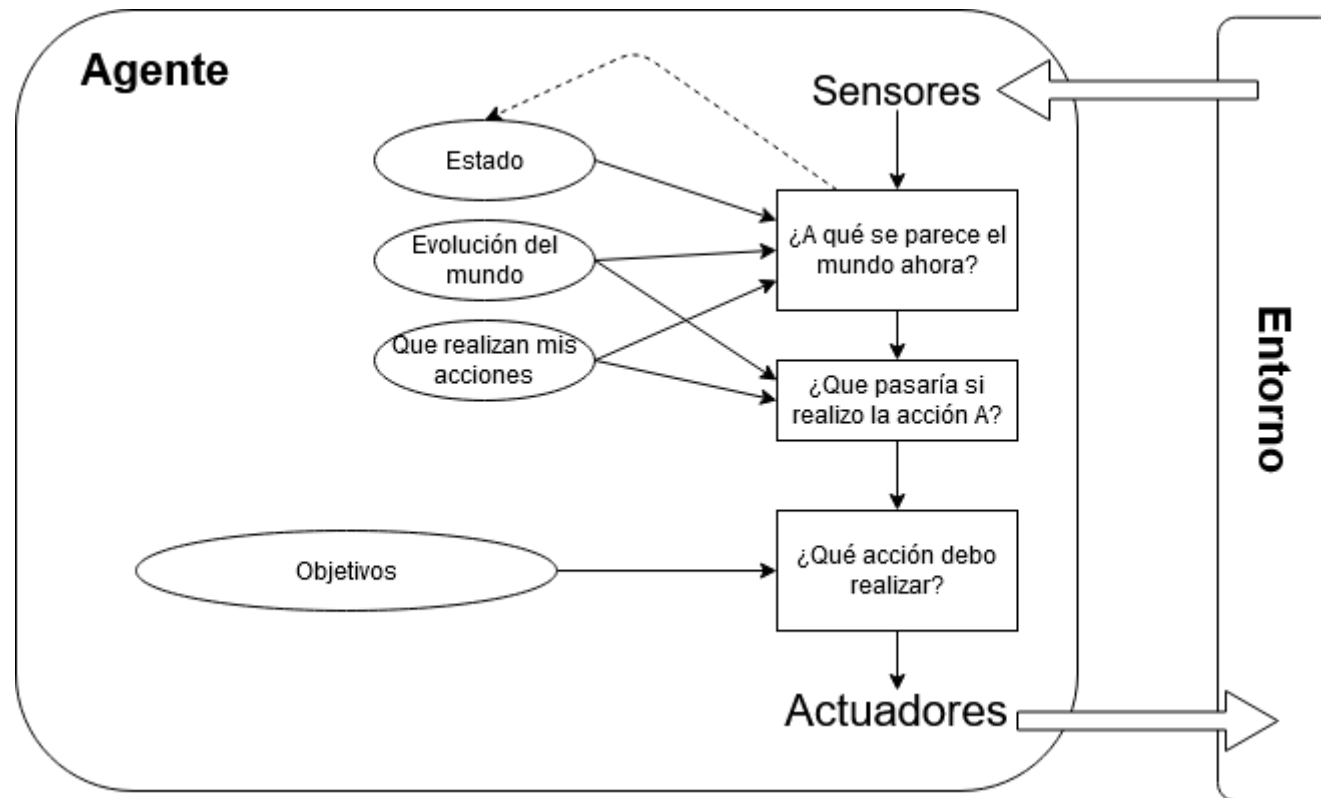 Agente
Sensores
Estado
¿A qué se parece el
mundo ahora?
Evolución del
mundo
Que realizan mis
acciones
¿Que pasaría si
realizo la acción A?
Objetivos
¿Qué acción debo
realizar?
Actuadores
Entorno